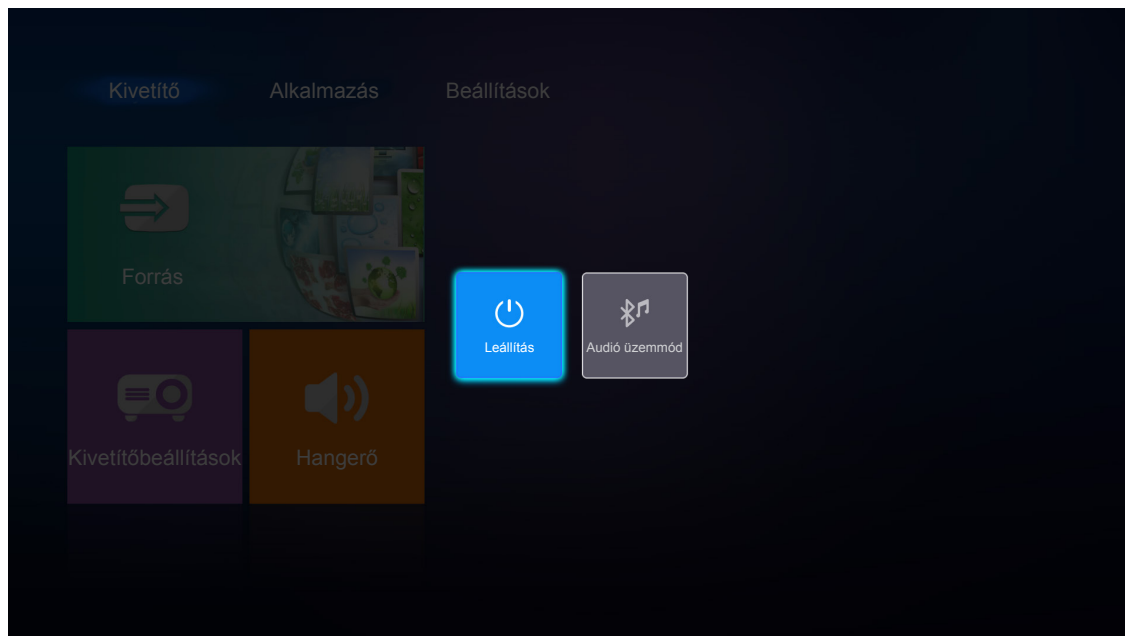 Kivetítő
Alkalmazás
Beállítások
Forrás
Leállítás
Audió üzemmód
Kivetítőbeállítások
Hangerő